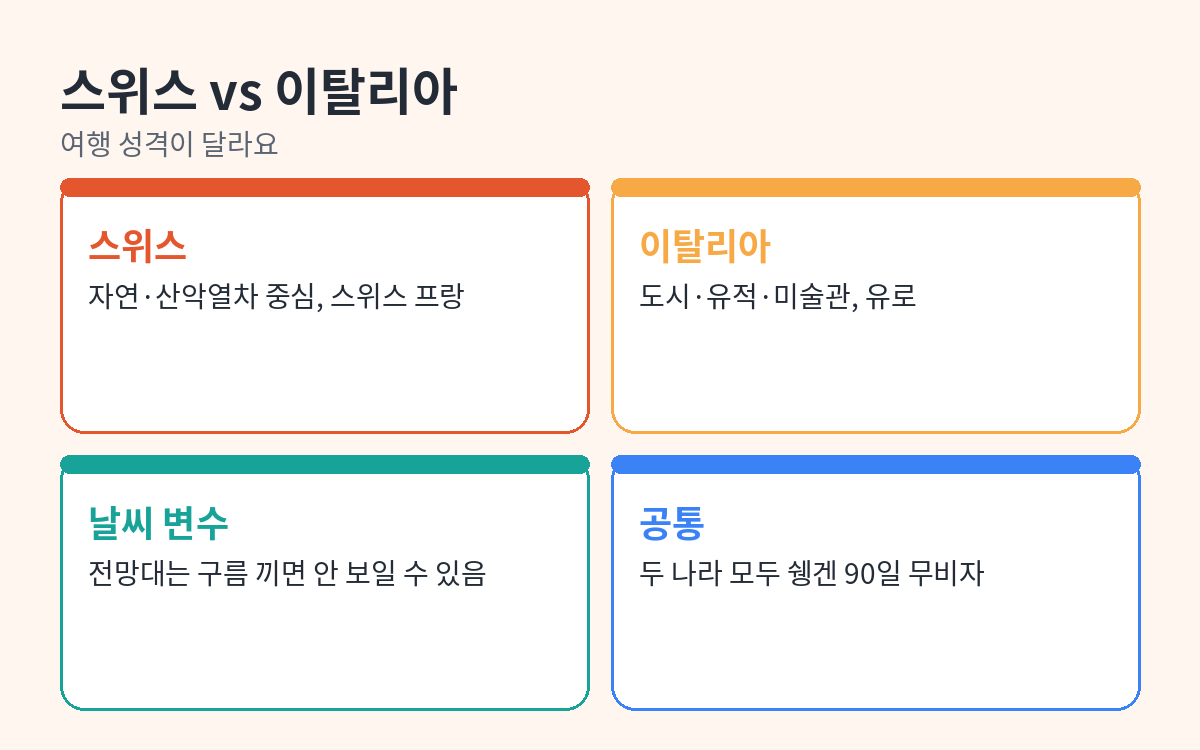 스위스 vs 이탈리아
여행 성격이 달라요
스위스
자연·산악열차 중심, 스위스 프랑
이탈리아
도시·유적·미술관, 유로
날씨 변수
전망대는 구름 끼면 안 보일 수 있음
공통
두 나라 모두 쉥겐 90일 무비자